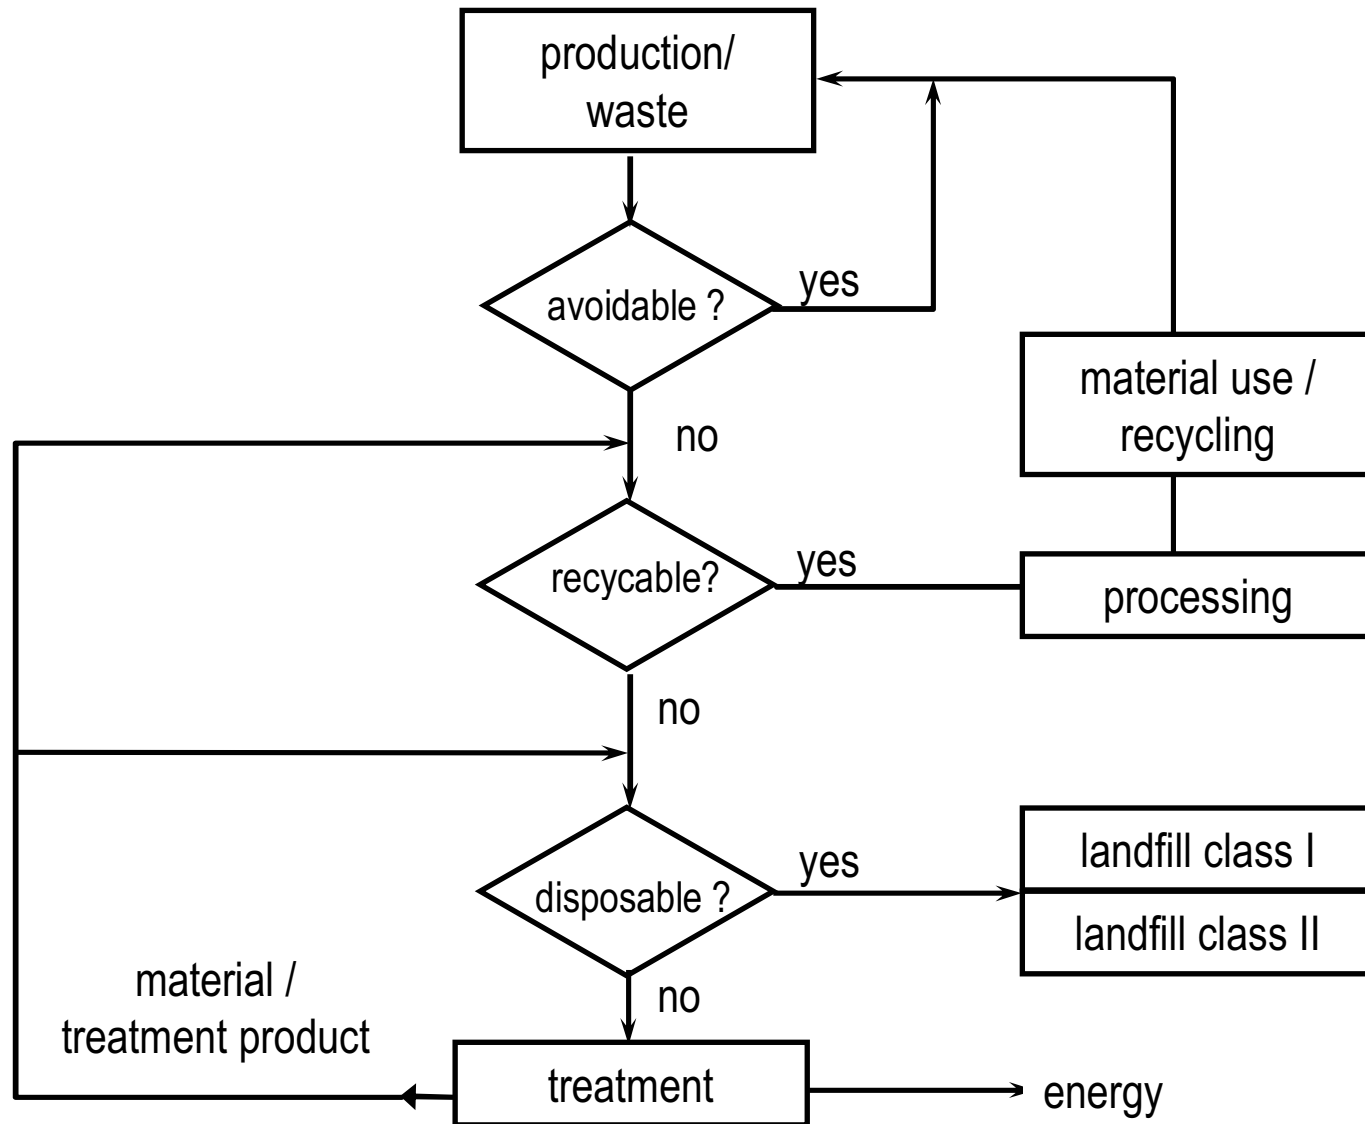 production/
waste
avoidable ?
yes
material use /
recycling
no
recycable?
yes
processing
no
disposable ?
yes
landfill class I
landfill class II
no
material /
treatment product
treatment
energy